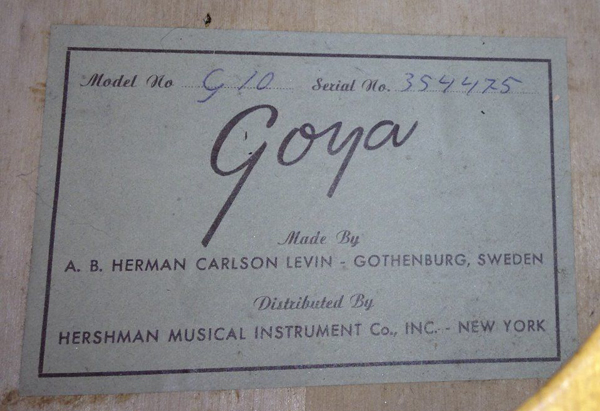 Model No G10 Serial No. 354475
Goya
Made By
A. B. HERMAN CARLSON LEVIN - GOTHENBURG, SWEDEN
Distributed By
HERSHMAN MUSICAL INSTRUMENT Co., INC. - NEW YORK